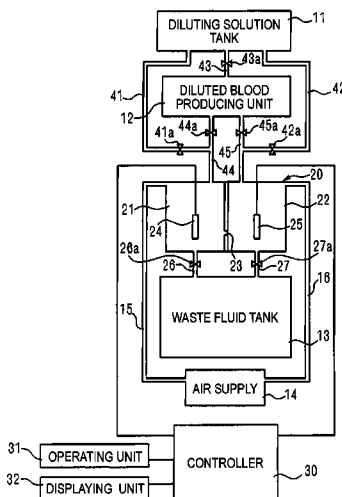 DILUTING SOLUTION
TANK
11
43a
43
41
42
DILUTED BLOOD
PRODUCING UNIT
12
44a
45a
41a
42a
45
44
20
21
22
24
25
26a
23
27a
26
27
15
16
WASTE FLUID TANK
13
AIR SUPPLY
14
31
OPERATING UNIT
CONTROLLER
32
DISPLAYING UNIT
30